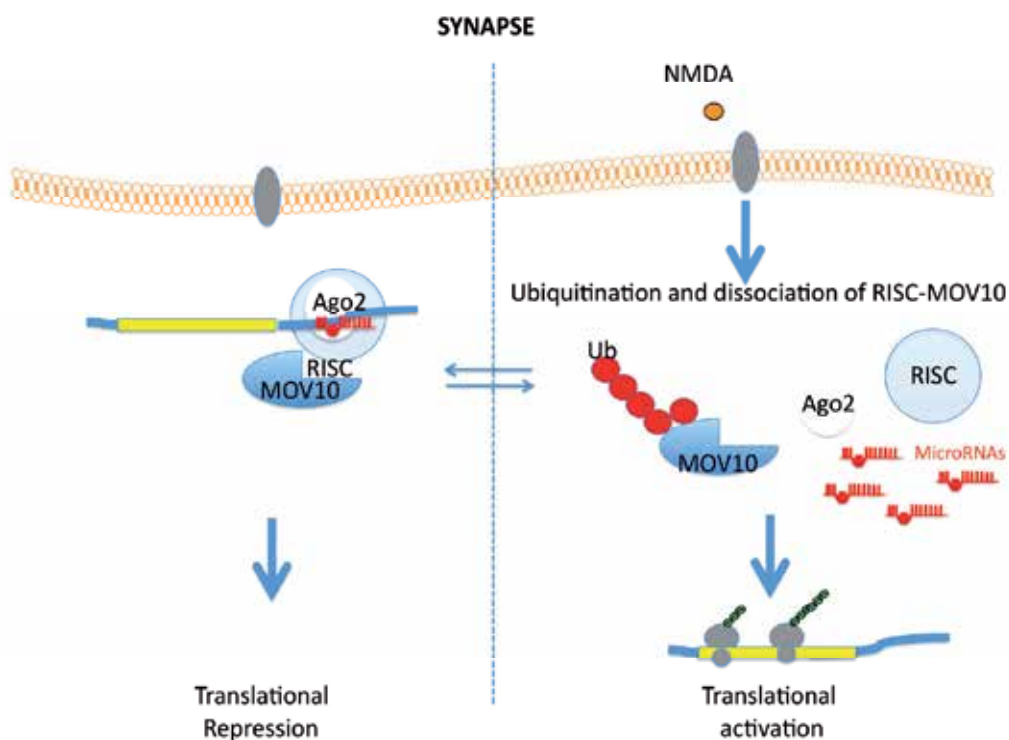 SYNAPSE
NMDA
Ago2
RISC
MOV10
Ubiquitination and dissociation of RISC-MOV10
Ub
MOV10
Ago2
RISC
MicroRNAs
Translational
Repression
Translational
activation